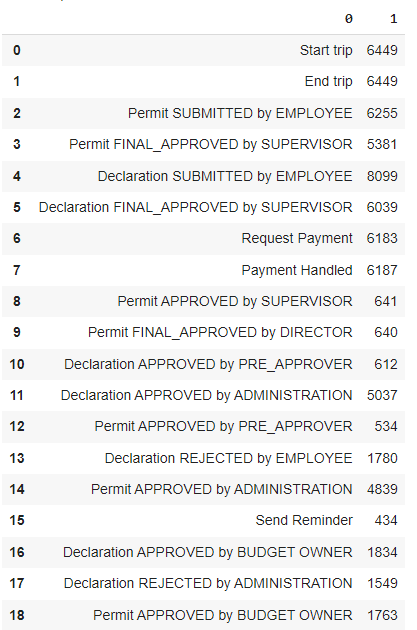 0 1
0 Start trip 6449
1 End trip 6449
2 Permit SUBMITTED by EMPLOYEE 6255
3 Permit FINAL_APPROVED by SUPERVISOR 5381
4 Declaration SUBMITTED by EMPLOYEE 8099
5 Declaration FINAL_APPROVED by SUPERVISOR 6039
6 Request Payment 6183
7 Payment Handled 6187
8 Permit APPROVED by SUPERVISOR 641
9 Permit FINAL_APPROVED by DIRECTOR 640
10 Declaration APPROVED by PRE_APPROVER 612
11 Declaration APPROVED by ADMINISTRATION 5037
12 Permit APPROVED by PRE_APPROVER 534
13 Declaration REJECTED by EMPLOYEE 1780
14 Permit APPROVED by ADMINISTRATION 4839
15 Send Reminder 434
16 Declaration APPROVED by BUDGET OWNER 1834
17 Declaration REJECTED by ADMINISTRATION 1549
18 Permit APPROVED by BUDGET OWNER 1763